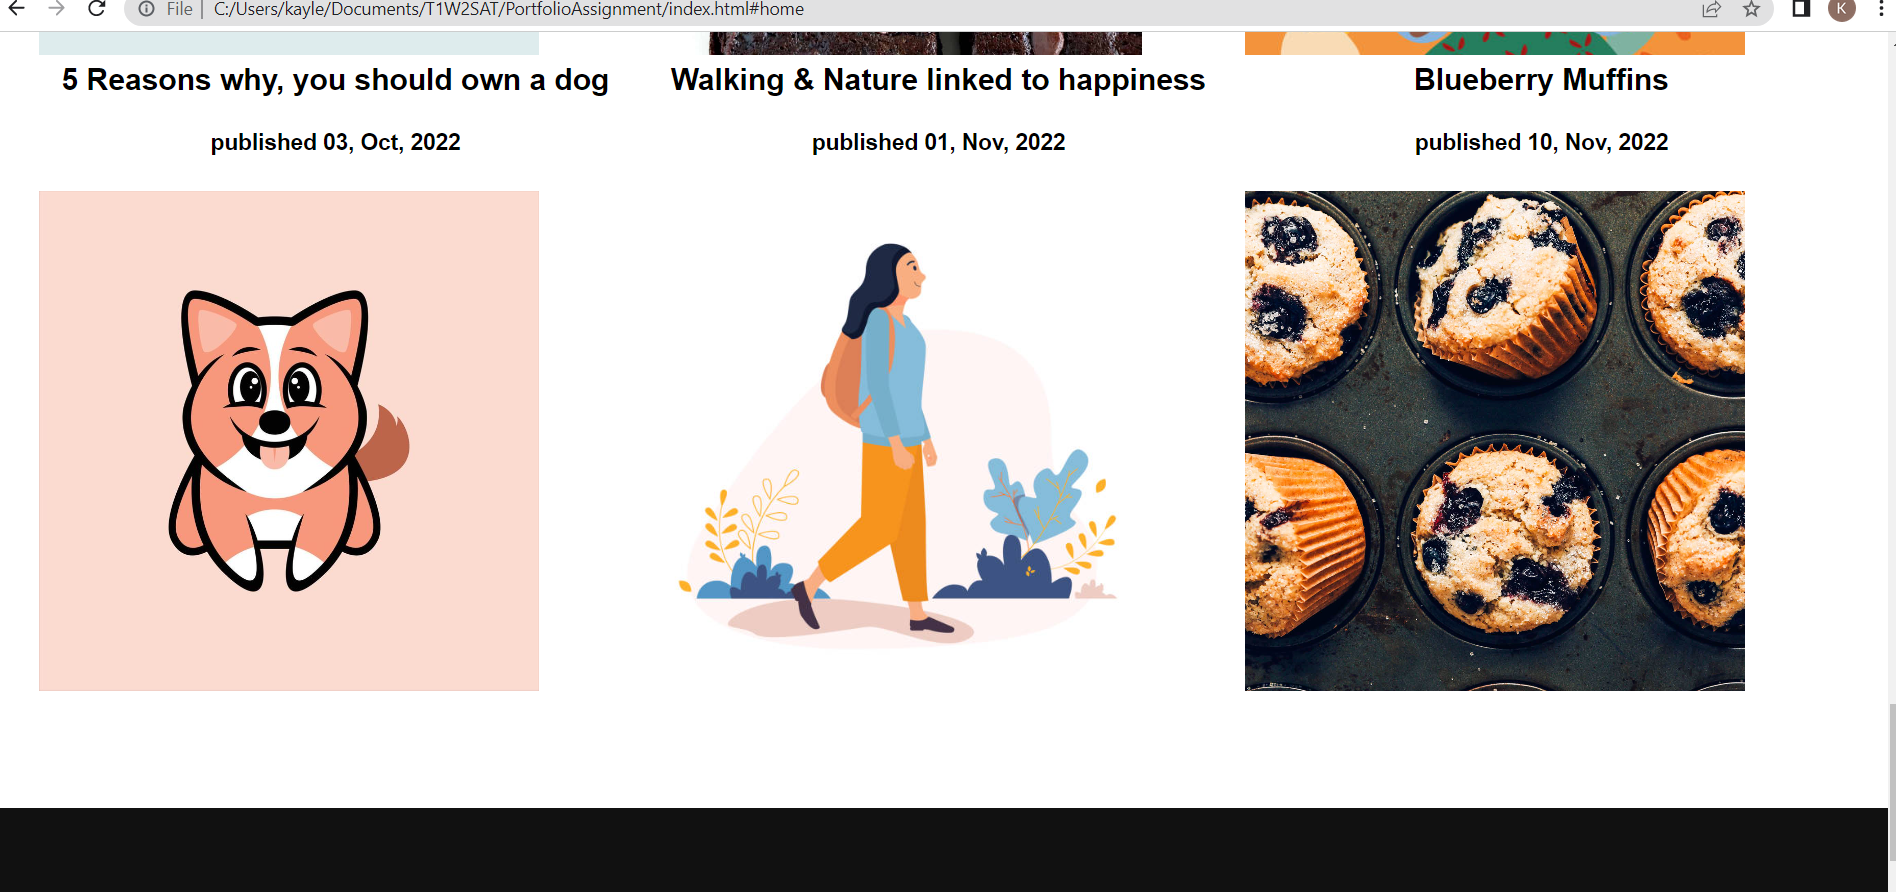 File | C:/Users/kayle/Documents/T1W2SAT/PortfolioAssignment/index.html#home
K
5 Reasons why, you should own a dog
Walking & Nature linked to happiness
Blueberry Muffins
published 03, Oct, 2022
published 01, Nov, 2022
published 10, Nov, 2022